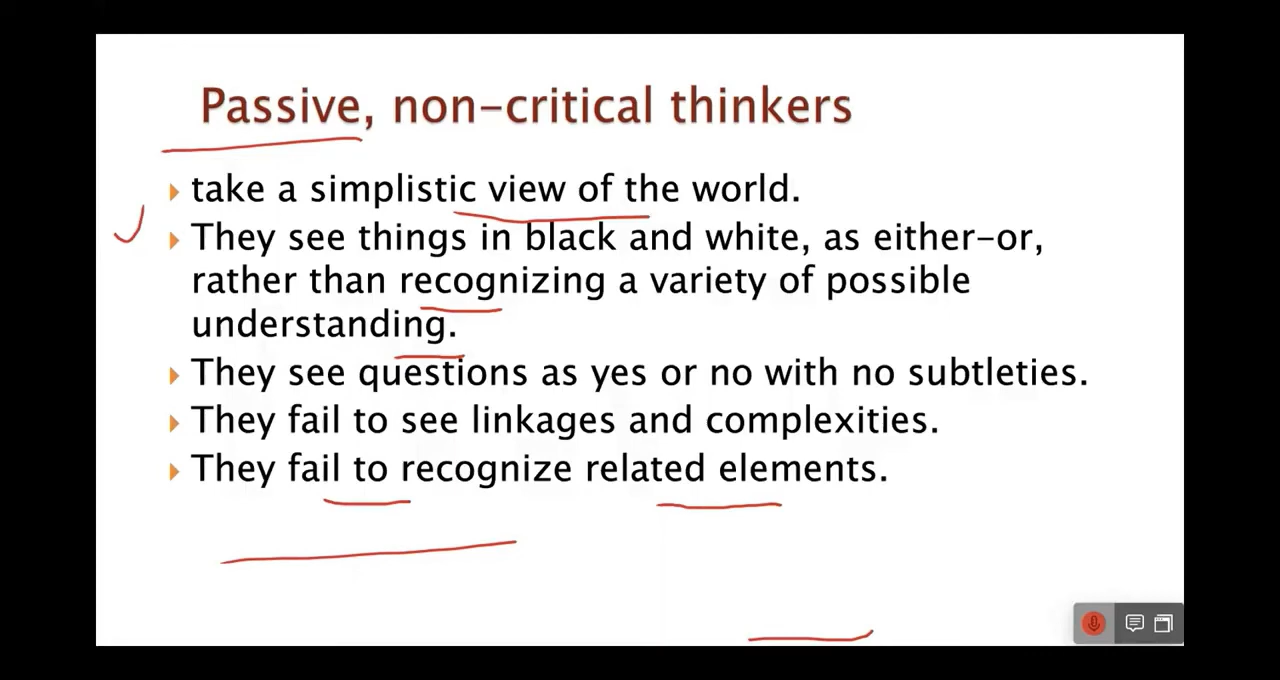 Passive, non-critical thinkers
take a simplistic view of the world.
They see things in black and white, as either-or,
rather than recognizing a variety of possible
understanding.
They see questions as yes or no with no subtleties.
They fail to see linkages and complexities.
They fail to recognize related elements.